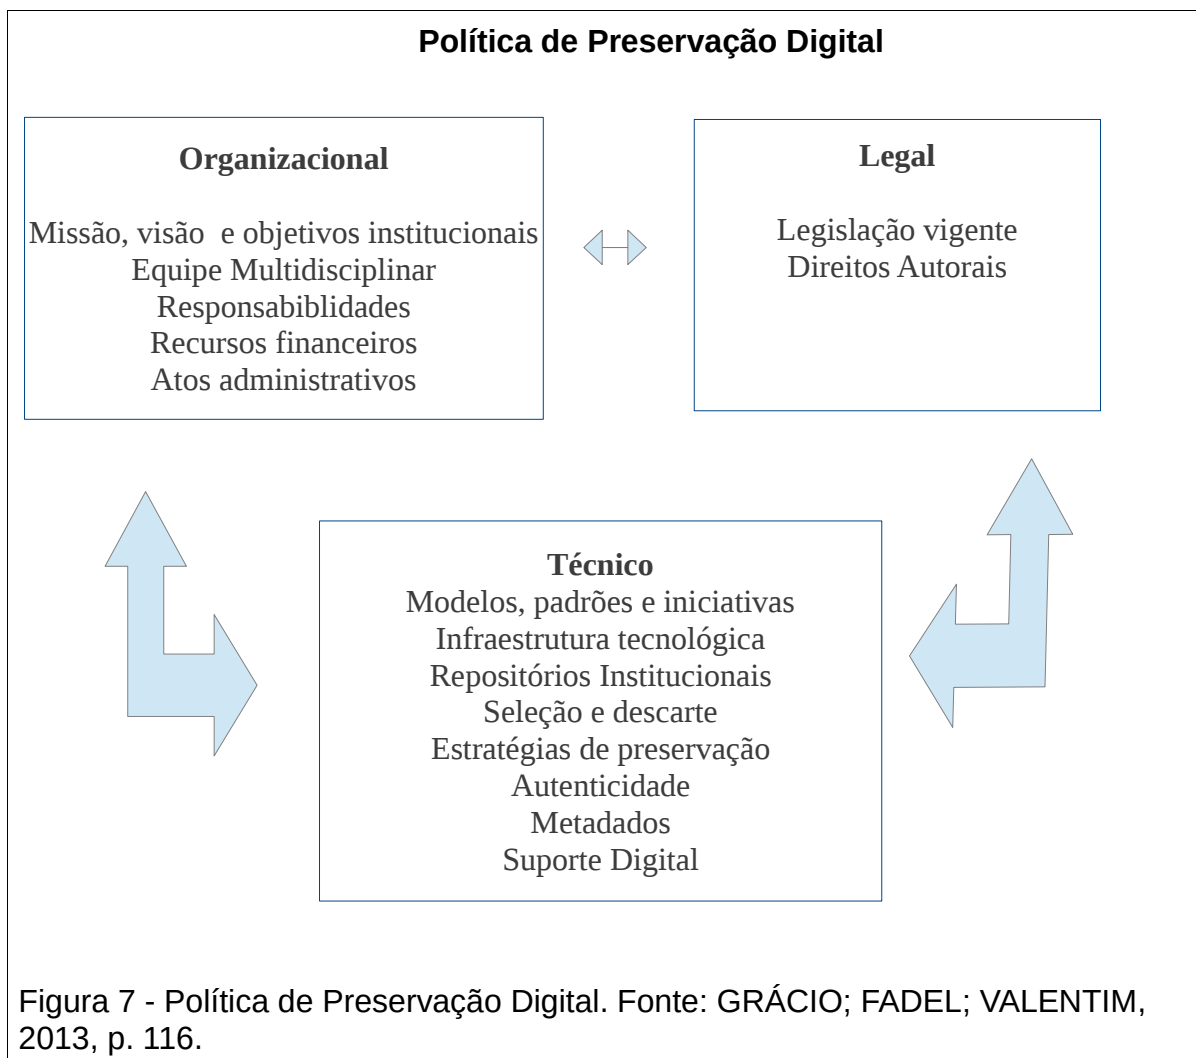 Política de Preservação Digital
Organizacional
Missão, visão e objetivos institucionais
Equipe Multidisciplinar
Responsabiblidades
Recursos financeiros
Atos administrativos
Legal
Legislação vigente
Direitos Autorais
Técnico
Modelos, padrões e iniciativas
Infraestrutura tecnológica
Repositórios Institucionais
Seleção e descarte
Estratégias de preservação
Autenticidade
Metadados
Suporte Digital
Figura 7 - Política de Preservação Digital. Fonte: GRÁCIO; FADEL; VALENTIM,
2013, p. 116.